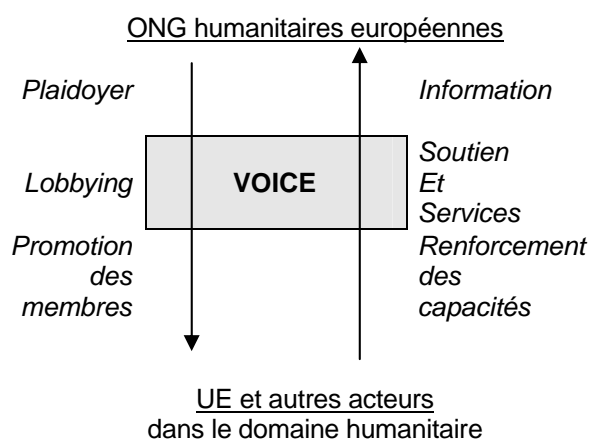 ONG humanitaires européennes
Plaidoyer
Information
Lobbying
VOICE
Soutien
Et
Services
Promotion
des
membres
Renforcement
des
capacités
UE et autres acteurs
dans le domaine humanitaire